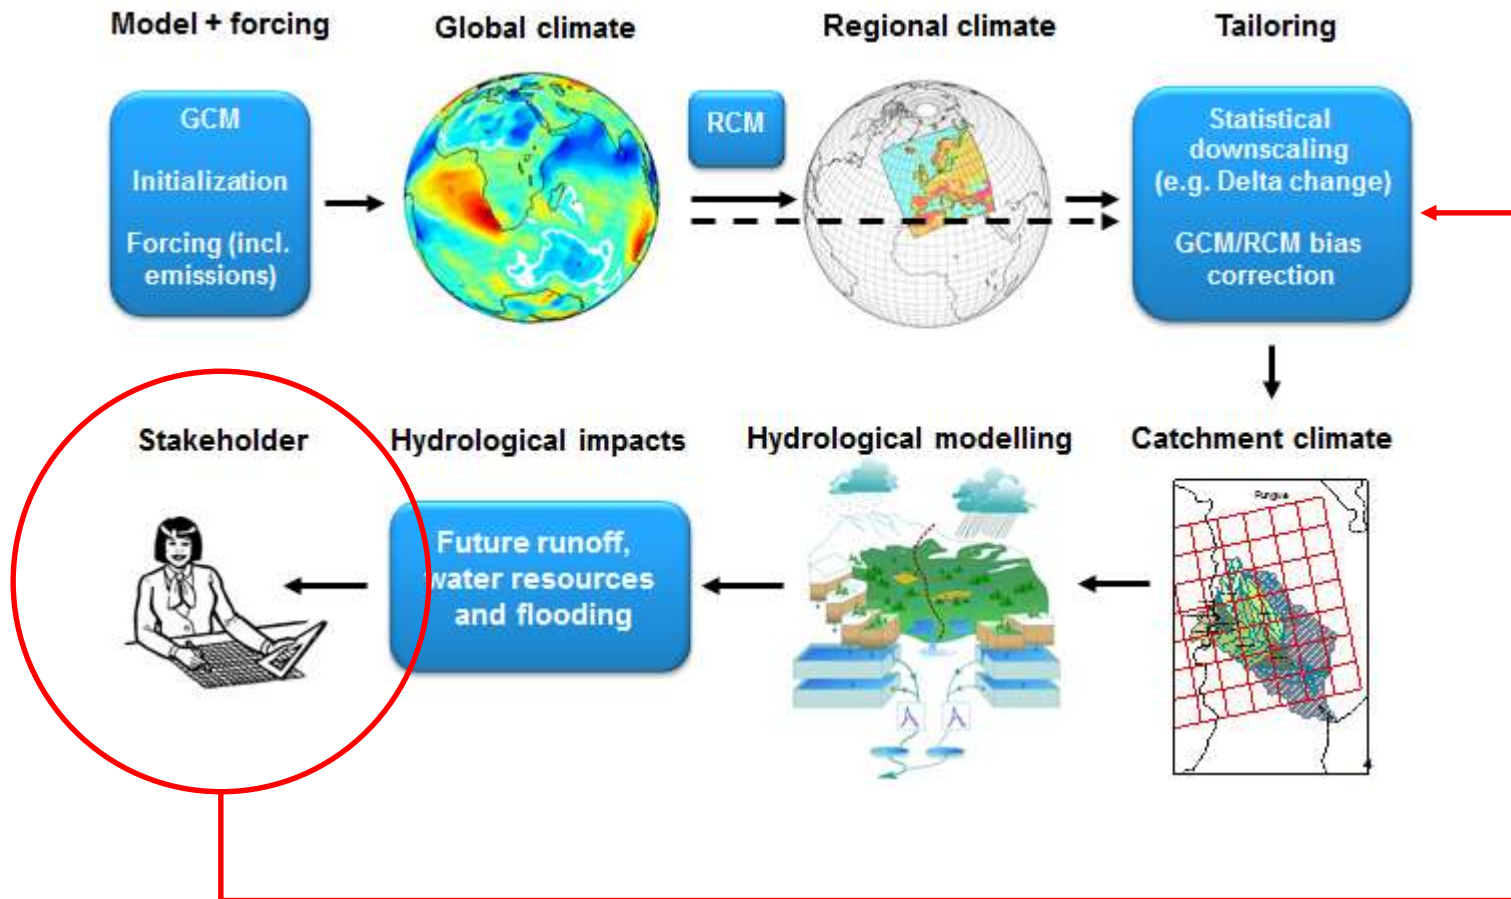 Model + forcing
Global climate
Regional climate
Tailoring
GCM
Initialization
Forcing (incl.
emissions)
RCM
Statistical
downscaling
(e.g. Delta change)
GCM/RCM bias
correction
Stakeholder
Hydrological impacts
Hydrological modelling
Catchment climate
Future runoff,
water resources
and flooding
Pungwe